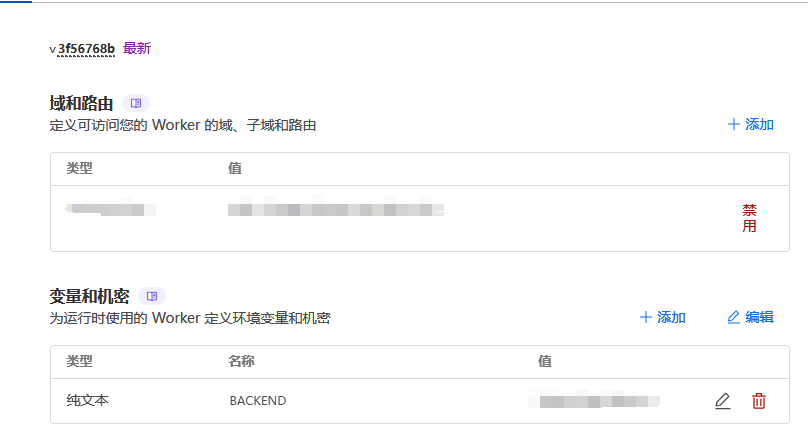 v 3f56768b 最新
域和路由
定义可访问您的 Worker 的域、子域和路由
添加
类型 值
禁用
变量和机密
为运行时使用的 Worker 定义环境变量和机密
添加 编辑
类型 名称 值
纯文本 BACKEND